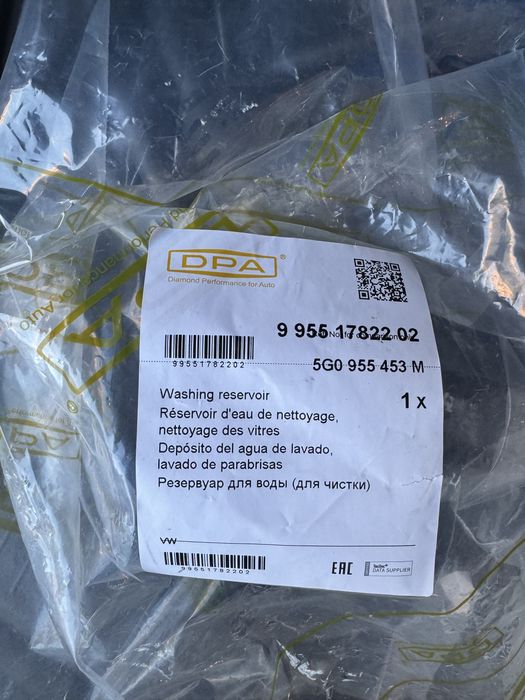 DPA®
Diamond Performance for Auto
9 955 17822 02
99551782202
5G0 955 453 M
Washing reservoir
1 x
Réservoir d'eau de nettoyage,
nettoyage des vitres
Depósito del agua de lavado,
lavado de parabrisas
Резервуар для воды (для чистки)
VW
99551782202
EAC
TecDoc
DATA SUPPLIER